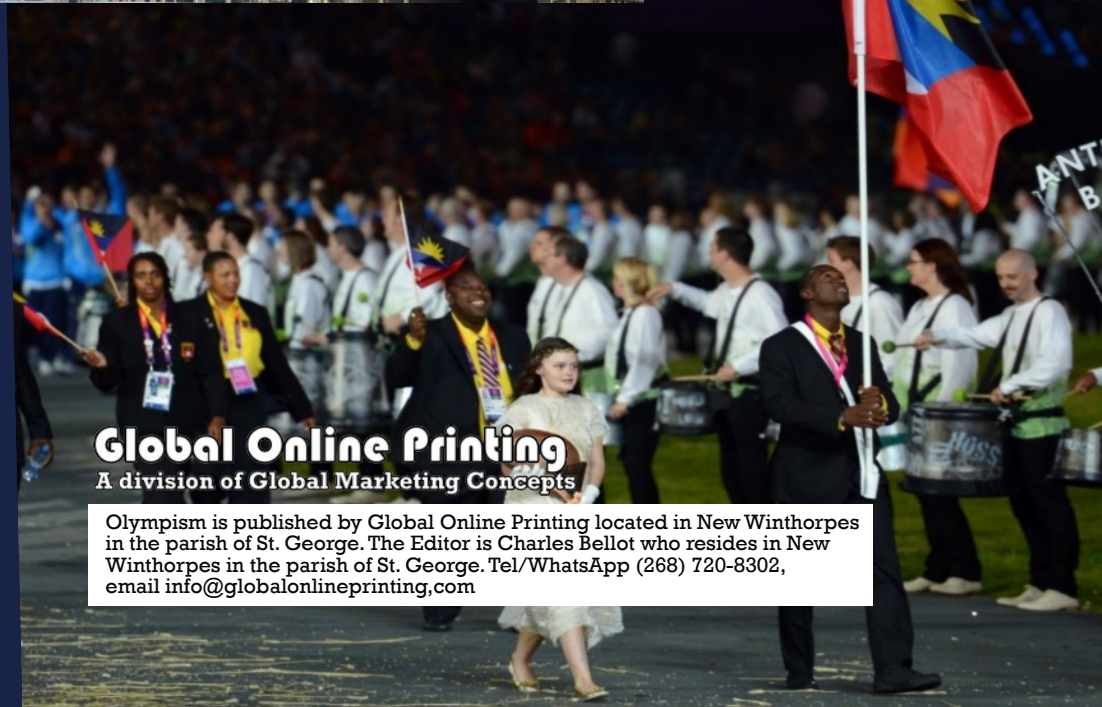 ANT
B
HOSS
Global Online Printing
A division of Global Marketing Concepts
Olympism is published by Global Online Printing located in New Winthorpes
in the parish of St. George. The Editor is Charles Bellot who resides in New
Winthorpes in the parish of St. George. Tel/WhatsApp (268) 720-8302,
email info@globalonlineprinting,com